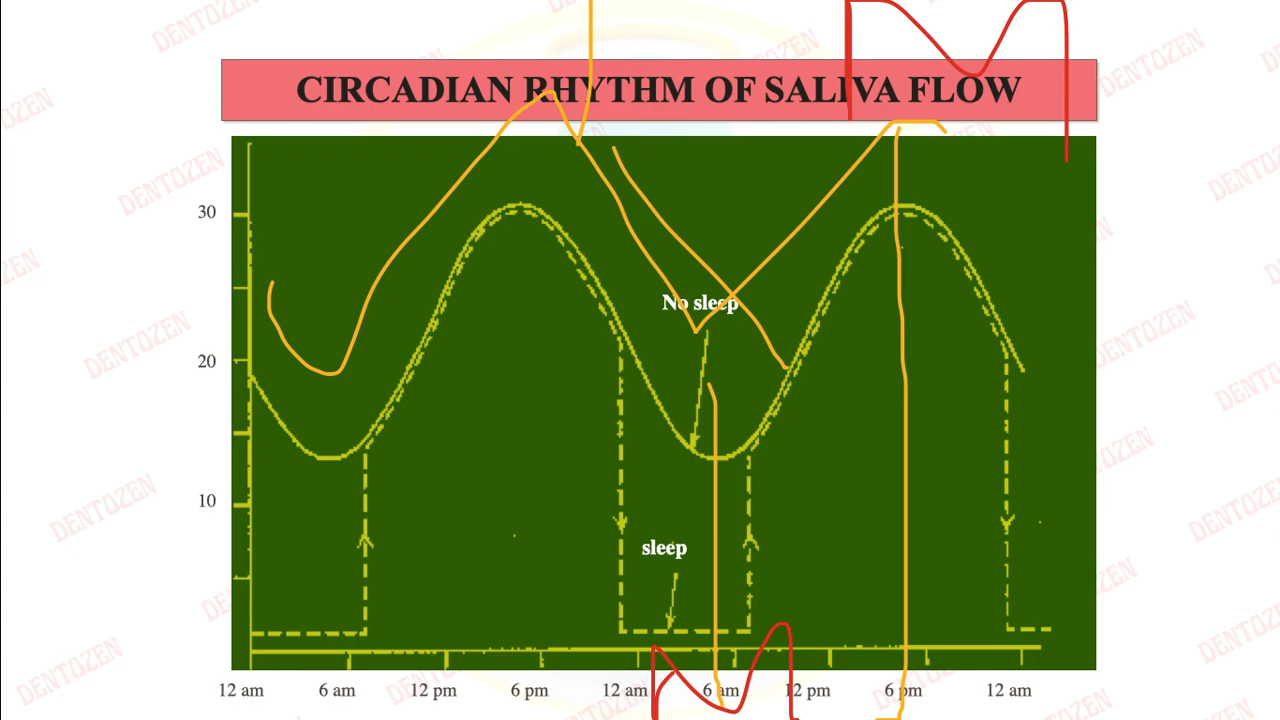 CIRCADIAN RHYTHM OF SALIVA FLOW
30
No sleep
20
10
sleep
12 am 6 am 12 pm 6 pm 12 am 6 am 12 pm 6 pm 12 am
DENTOZEN